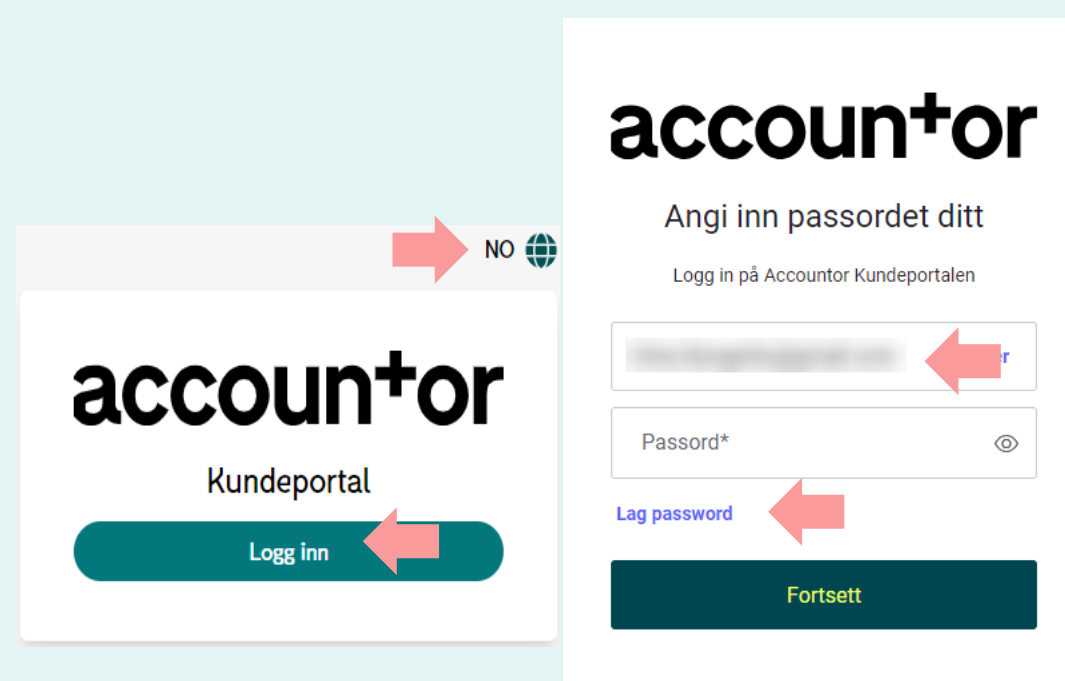 NO
accountor
Kundeportal
Logg inn
accountor
Angi inn passordet ditt
Logg in på Accountor Kundeportalen
Passord*
Lag password
Fortsett